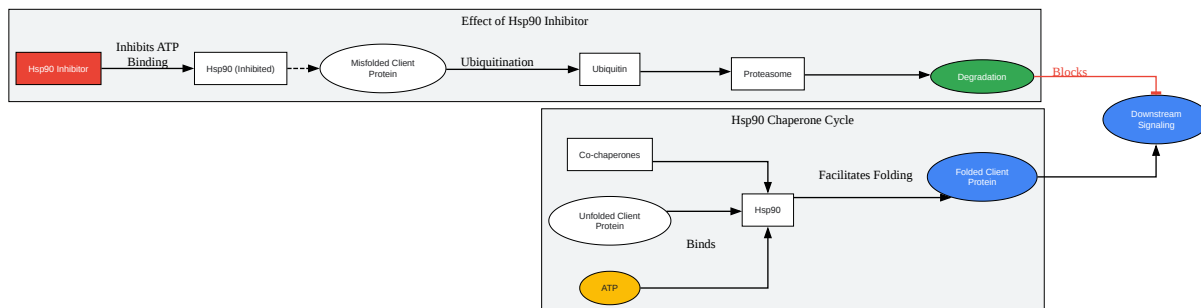 Effect of Hsp90 Inhibitor
Hsp90 Inhibitor
Inhibits ATP
Binding
Hsp90 (Inhibited)
Misfolded Client
Protein
Ubiquitination
Ubiquitin
Proteasome
Degradation
Blocks
Downstream
Signaling
Hsp90 Chaperone Cycle
Co-chaperones
Unfolded Client
Protein
Binds
ATP
Hsp90
Facilitates Folding
Folded Client
Protein